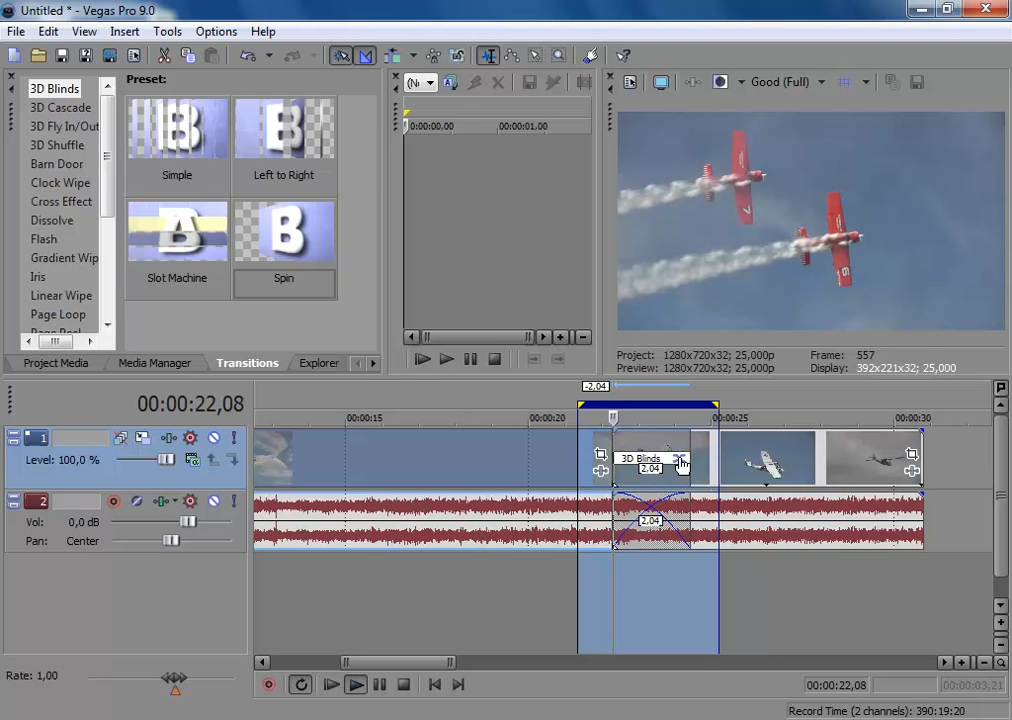 Untitled * - Vegas Pro 9.0
File Edit View Insert Tools Options Help
3D Blinds
3D Cascade
3D Fly In/Out
3D Shuffle
Barn Door
Clock Wipe
Cross Effect
Dissolve
Flash
Gradient Wip
Iris
Linear Wipe
Page Loop
Page Peel
Preset:
Simple
Left to Right
Slot Machine
Spin
Project Media Media Manager Transitions Explorer
0:00:00,00 0:00:01,00
Good (Full)
Project: 1280x720x32; 25,000p
Preview: 1280x720x32; 25,000p
Frame: 557
Display: 392x221x32; 25,000
-2,04
00:00:22,08
00:00:15 00:00:20 00:00:25 00:00:30
1
Level: 100,0 %
3D Blinds
2,04
2
Vol: 0,0 dB
Pan: Center
2,04
Rate: 1,00
00:00:22,08 00:00:03,21
Record Time (2 channels): 390:19:20